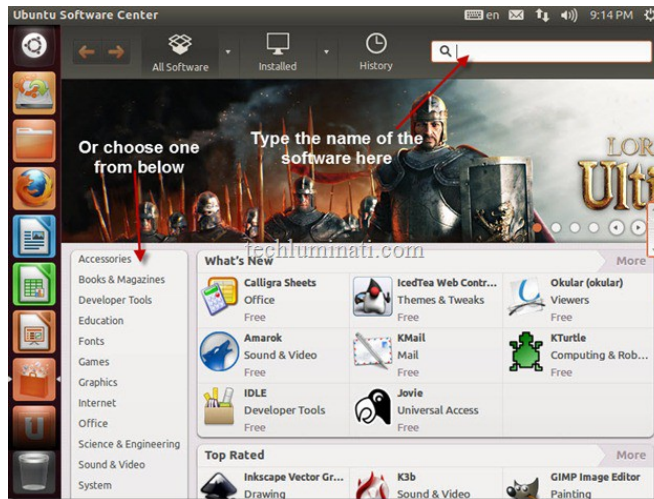 Ubuntu Software Center
en
9:14 PM
All Software
Installed
History
Or choose one
from below
Type the name of the
software here
LOR
Ulti
techluminati.com
Accessories
Books & Magazines
Developer Tools
Education
Fonts
Games
Graphics
Internet
Office
Science & Engineering
Sound & Video
System
What's New
More
Calligra Sheets
Office
Free
IcedTea Web Contr...
Themes & Tweaks
Free
Okular (okular)
Viewers
Free
Amarok
Sound & Video
Free
KMail
Mail
Free
KTurtle
Computing & Rob...
Free
IDLE
Developer Tools
Free
Jovie
Universal Access
Free
Top Rated
More
Inkscape Vector Gr...
Drawing
K3b
Sound & Video
GIMP Image Editor
Painting